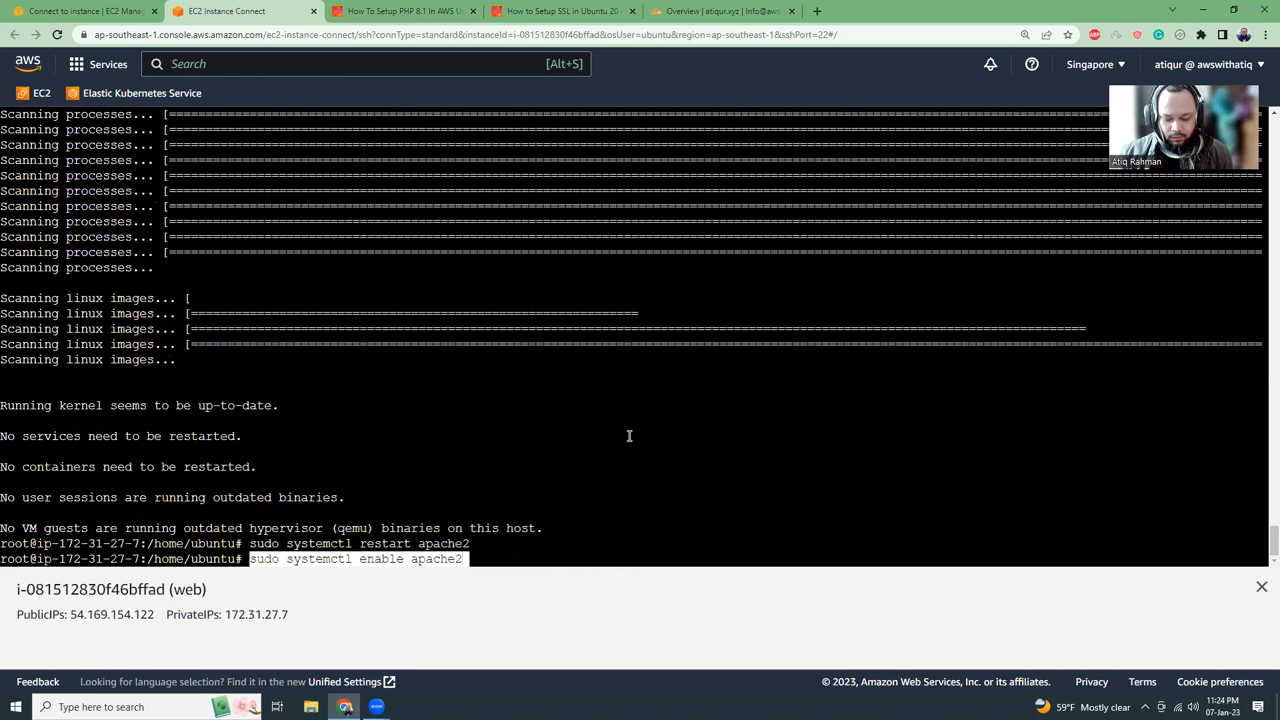 Connect to instance | EC2 Manag
EC2 Instance Connect
How To Setup PHP 8.1 In AWS U
How to Setup SSL in Ubuntu 20
Overview | atiqur.xyz | Info@aws
ap-southeast-1.console.aws.amazon.com/ec2-instance-connect/ssh?connType=standard&instanceId=i-081512830f46bffad&osUser=ubuntu&region=ap-southeast-1&sshPort=22#/
aws
Services
Search
[Alt+S]
Singapore
atiqur @ awswithatiq
EC2
Elastic Kubernetes Service
Atiq Rahman
Scanning processes... [====================
Scanning processes... [====================
Scanning processes... [====================
Scanning processes... [====================
Scanning processes... [====================
Scanning processes... [====================
Scanning processes... [====================
Scanning processes... [====================
Scanning processes... [====================
Scanning processes... [====================
Scanning processes...
Scanning linux images... [
Scanning linux images... [====================
Scanning linux images... [====================
Scanning linux images... [====================
Scanning linux images...
Running kernel seems to be up-to-date.
No services need to be restarted.
No containers need to be restarted.
No user sessions are running outdated binaries.
No VM guests are running outdated hypervisor (qemu) binaries on this host.
root@ip-172-31-27-7:/home/ubuntu# sudo systemctl restart apache2
root@ip-172-31-27-7:/home/ubuntu# sudo systemctl enable apache2
i-081512830f46bffad (web)
PublicIPs: 54.169.154.122 PrivateIPs: 172.31.27.7
Feedback
Looking for language selection? Find it in the new Unified Settings
© 2023, Amazon Web Services, Inc. or its affiliates.
Privacy
Terms
Cookie preferences
Type here to search
59°F Mostly clear
11:24 PM
07-Jan-23